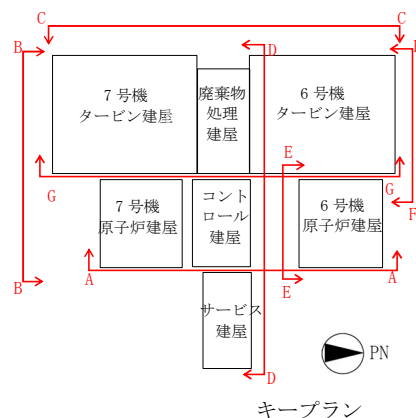 C
C
B
D
7号機
タービン建屋
廃棄物
処理
建屋
6号機
タービン建屋
E
G
G
7号機
原子炉建屋
コント
ロール
建屋
6号機
原子炉建屋
F
A
A
B
E
サービス
建屋
D
PN
キープラン